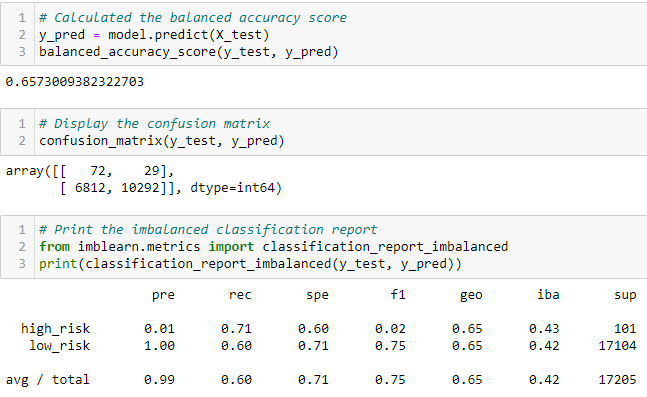 1 # Calculated the balanced accuracy score
2 y_pred = model.predict(X_test)
3 balanced_accuracy_score(y_test, y_pred)
0.6573009382322703
1 # Display the confusion matrix
2 confusion_matrix(y_test, y_pred)
array([[   72,    29],
       [ 6812, 10292]], dtype=int64)
1 # Print the imbalanced classification report
2 from imblearn.metrics import classification_report_imbalanced
3 print(classification_report_imbalanced(y_test, y_pred))
pre rec spe f1 geo iba sup
high_risk 0.01 0.71 0.60 0.02 0.65 0.43 101
low_risk 1.00 0.60 0.71 0.75 0.65 0.42 17104
avg / total 0.99 0.60 0.71 0.75 0.65 0.42 17205